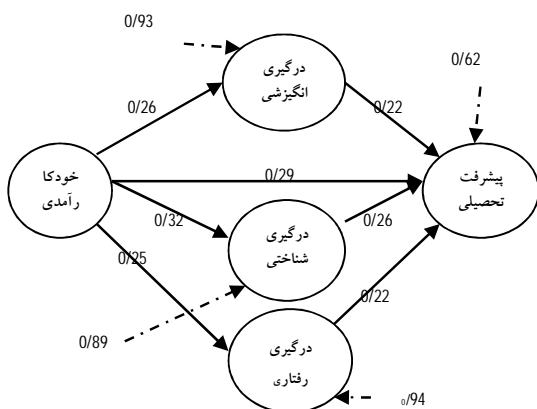 0/93
0/62
درگیری
انگیزشی
0/26
0/22
خودکا
رآمدی
0/29
پیشرفت
تحصیلی
0/32
درگیری
شناختی
0/26
0/25
0/22
0/89
درگیری
رفتاری
0/94